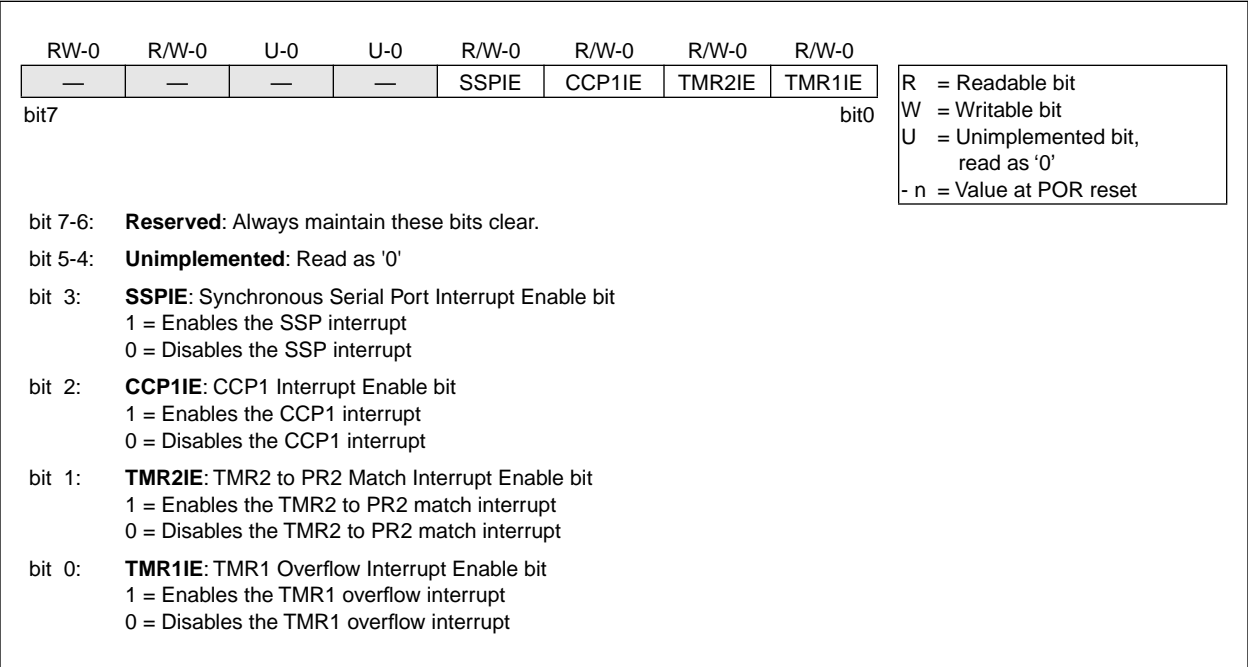 RW-0 R/W-0 U-0 U-0 R/W-0 R/W-0 R/W-0 R/W-0
— — — — SSPIE CCP1IE TMR2IE TMR1IE
bit7 bit0
R = Readable bit
W = Writable bit
U = Unimplemented bit,
read as ‘0’
- n = Value at POR reset
bit 7-6: Reserved: Always maintain these bits clear.
bit 5-4: Unimplemented: Read as '0'
bit 3: SSPIE: Synchronous Serial Port Interrupt Enable bit
1 = Enables the SSP interrupt
0 = Disables the SSP interrupt
bit 2: CCP1IE: CCP1 Interrupt Enable bit
1 = Enables the CCP1 interrupt
0 = Disables the CCP1 interrupt
bit 1: TMR2IE: TMR2 to PR2 Match Interrupt Enable bit
1 = Enables the TMR2 to PR2 match interrupt
0 = Disables the TMR2 to PR2 match interrupt
bit 0: TMR1IE: TMR1 Overflow Interrupt Enable bit
1 = Enables the TMR1 overflow interrupt
0 = Disables the TMR1 overflow interrupt